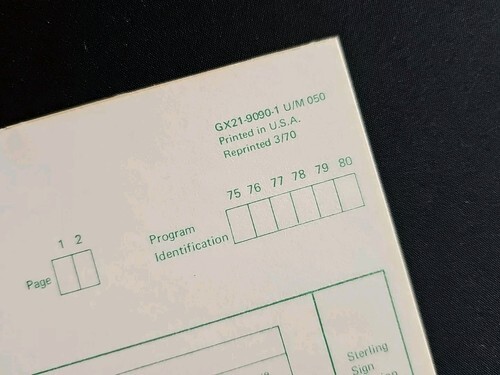 GX21-9090-1 U/M 050
Printed in U.S.A.
Reprinted 3/70
75 76 77 78 79 80
Program
Identification
1 2
Page
Sterling
Sign